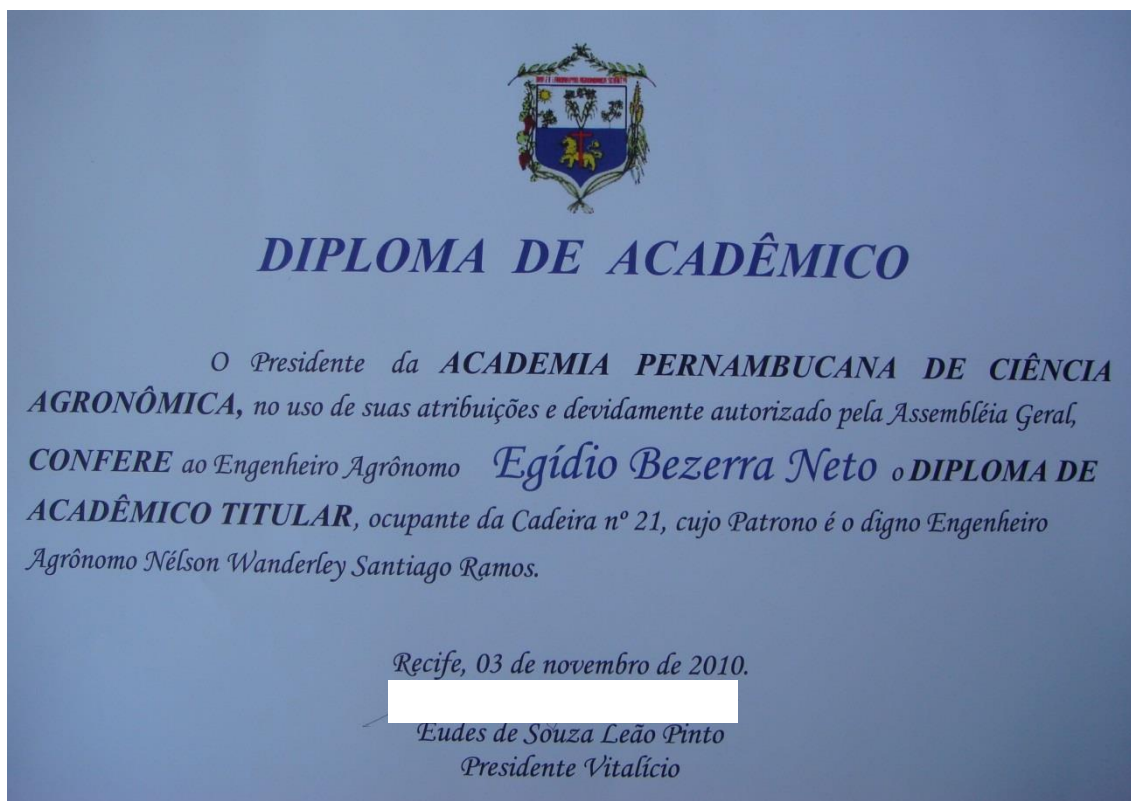 DIPLOMA DE ACADÊMICO
O Presidente da ACADEMIA PERNAMBUCANA DE CIÊNCIA
AGRONÔMICA, no uso de suas atribuições e devidamente autorizado pela Assembléia Geral,
CONFERE ao Engenheiro Agrônomo Egídio Bezerra Neto o DIPLOMA DE
ACADÊMICO TITULAR, ocupante da Cadeira nº 21, cujo Patrono é o digno Engenheiro
Agrônomo Nélson Wanderley Santiago Ramos.
Recife, 03 de novembro de 2010.
Eudes de Souza Leão Pinto
Presidente Vitalício